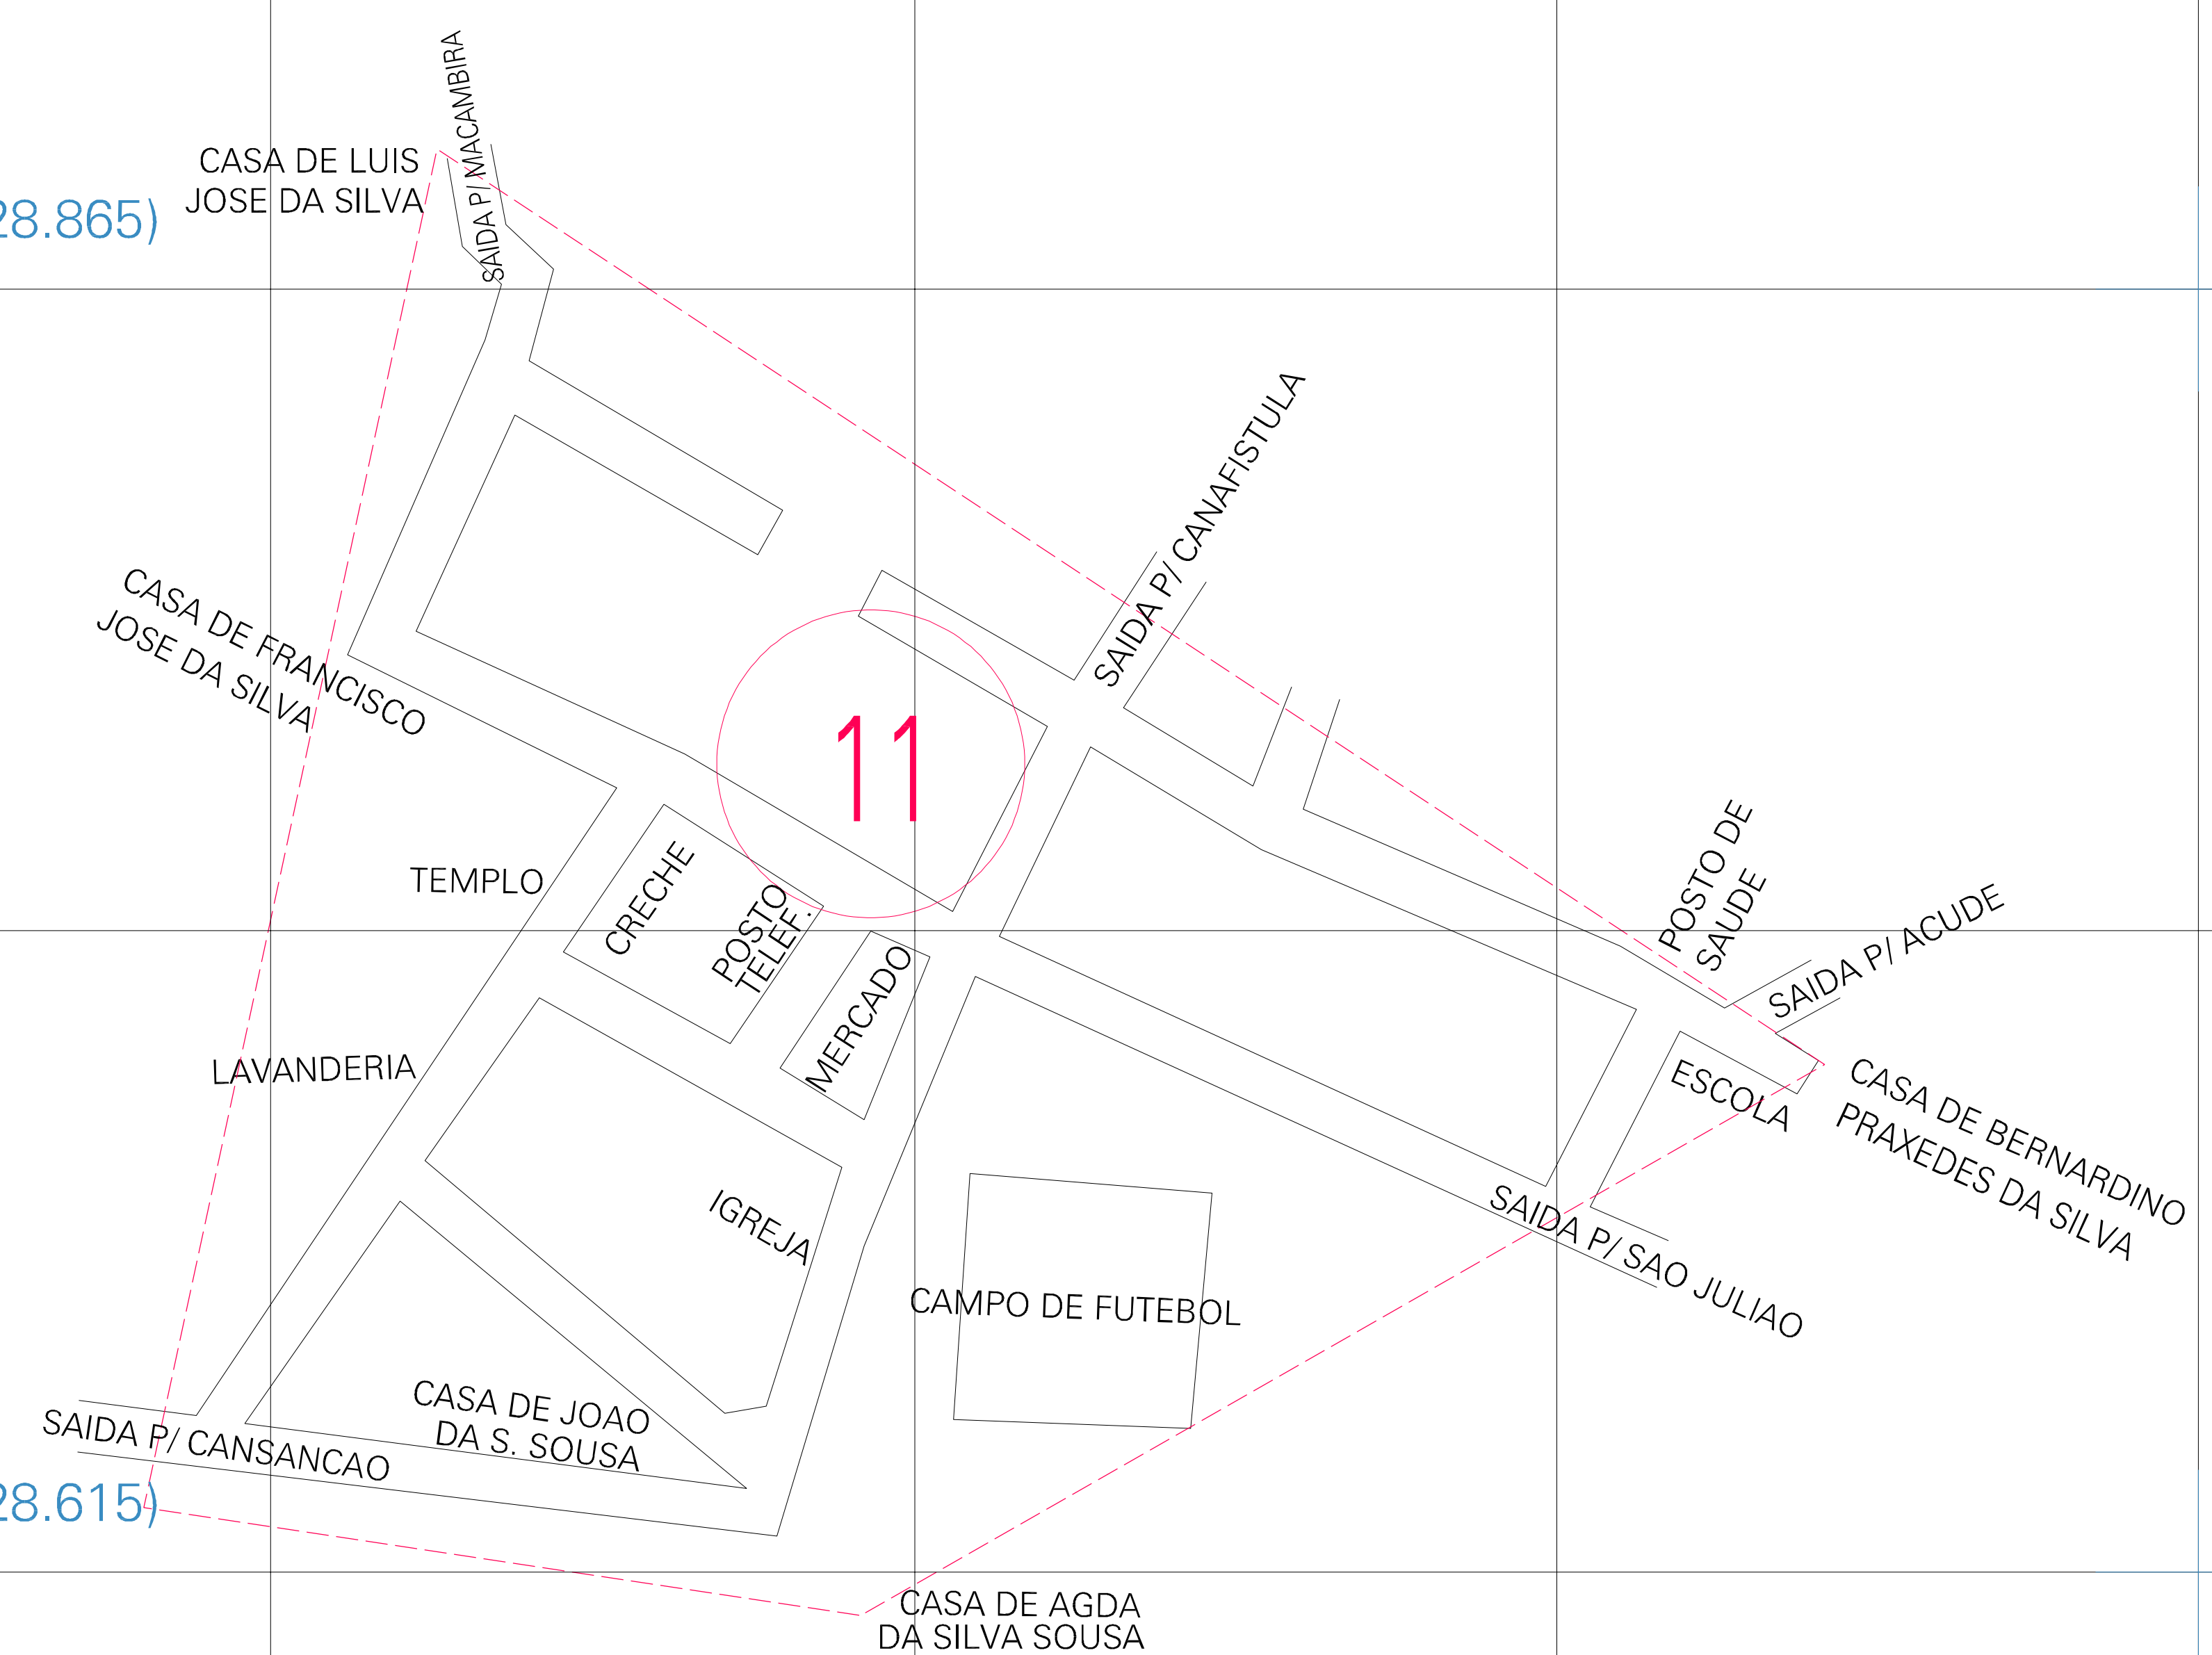 SAIDA P/ MACAMBIRA
CASA DE LUIS
JOSE DA SILVA
28.865)
SAIDA P/ CANAFISTULA
CASA DE FRANCISCO
JOSE DA SILVA
11
POSTO DE
SAUDE
TEMPLO
CRECHE
POSTO
TELEF.
MERCADO
SAIDA P/ ACUDE
LAVANDERIA
ESCOLA
CASA DE BERNARDINO
PRAXEDES DA SILVA
IGREJA
SAIDA P/ SAO JULIAO
CAMPO DE FUTEBOL
CASA DE JOAO
DA S. SOUSA
SAIDA P/ CANSANCAO
28.615)
CASA DE AGDA
DA SILVA SOUSA